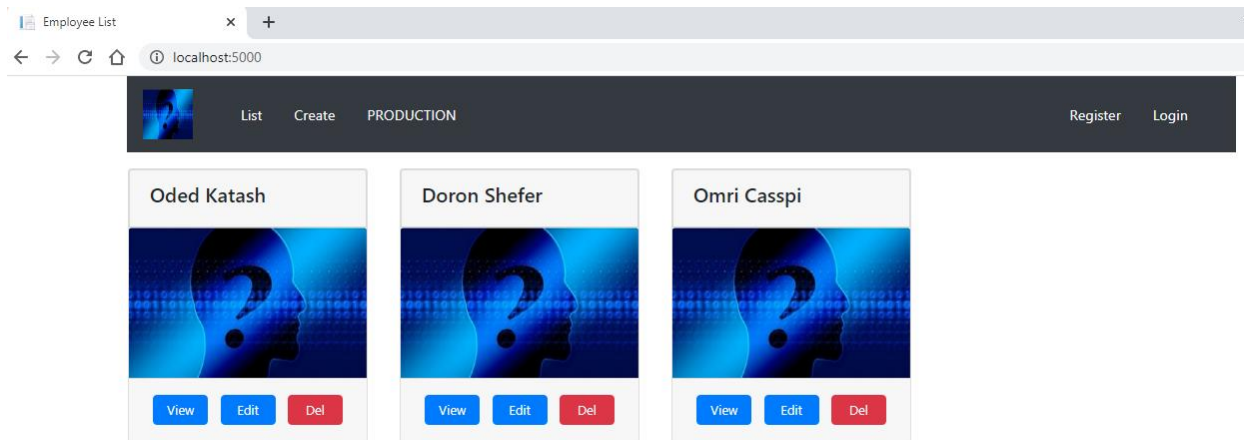 Employee List
localhost:5000
List Create PRODUCTION Register Login
Oded Katash Doron Shefer Omri Casspi
View Edit Del View Edit Del View Edit Del